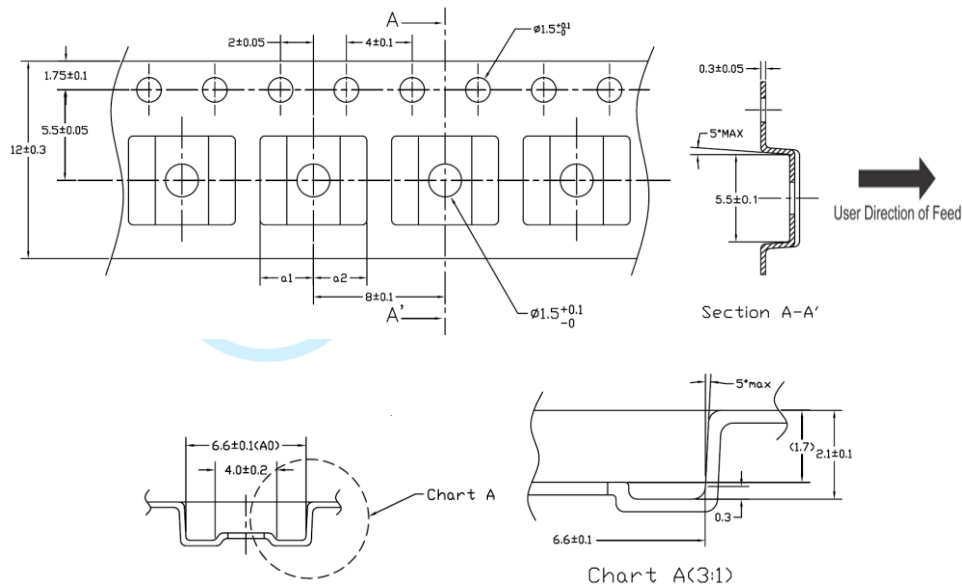 A
2±0.05
4±0.1
ø1.5+0.1 -0
1.75±0.1
5.5±0.05
12±0.3
0.3±0.05
5°MAX
5.5±0.1
User Direction of Feed
a1
a2
8±0.1
A'
ø1.5+0.1 -0
Section A-A'
6.6±0.1(A0)
4.0±0.2
Chart A
5°max
(1.7)
2.1±0.1
0.3
6.6±0.1
Chart A(3:1)